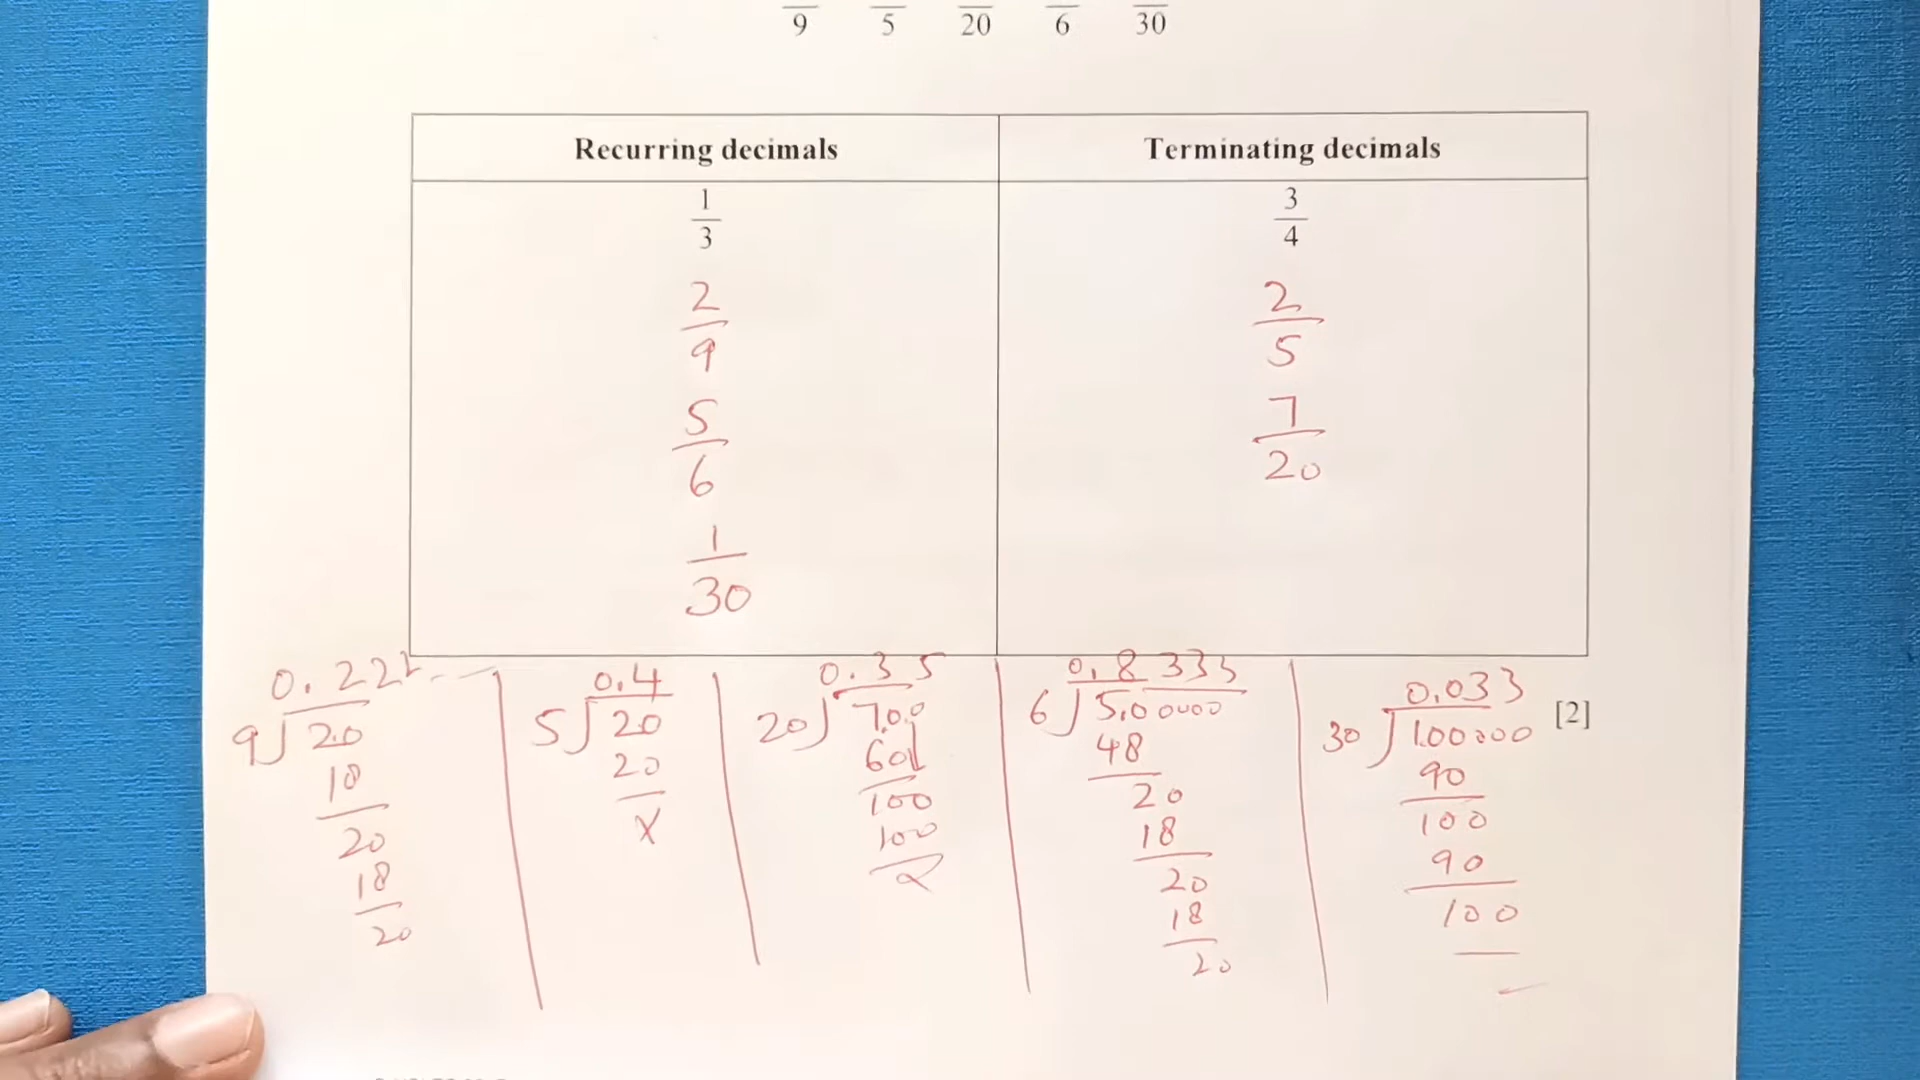 9 5 20 6 30
Recurring decimals Terminating decimals
1/3 3/4
2/9 2/5
5/6 7/20
1/30
0.222-- 0.4 0.35 0.8333 0.033
9 2.0 5 20 20 7.00 6 5.00000 30 1.00000 [2]
18 20 60 48 90
20 x 100 20 100
18 100 18 90
20 20 100
18
20